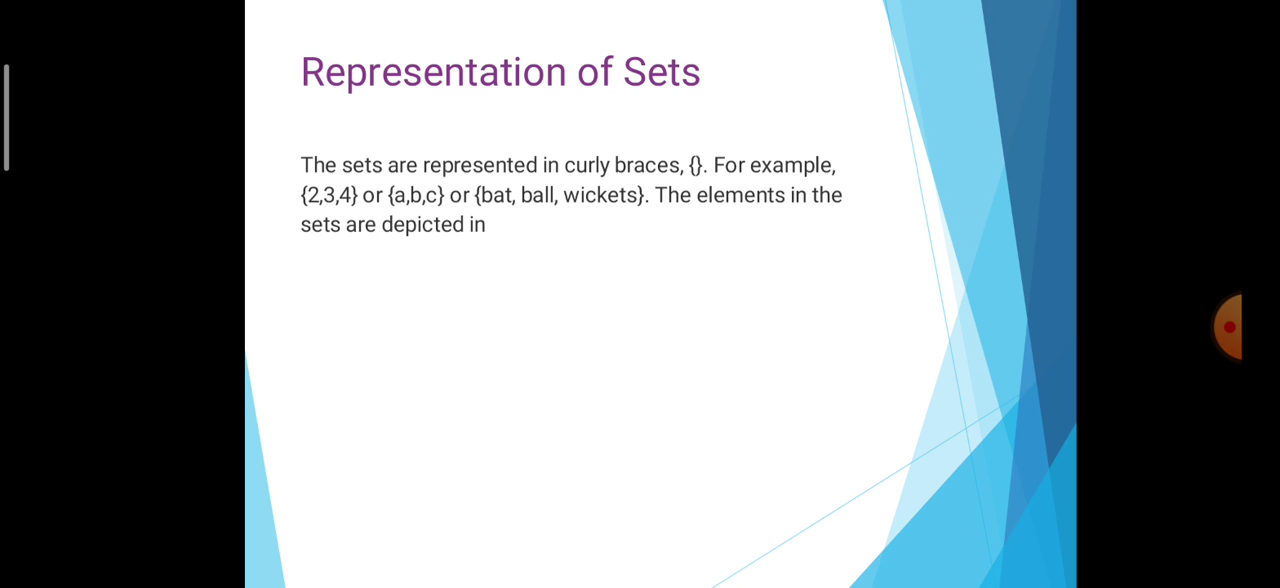 Representation of Sets
The sets are represented in curly braces, {}. For example,
{2,3,4} or {a,b,c} or {bat, ball, wickets}. The elements in the
sets are depicted in